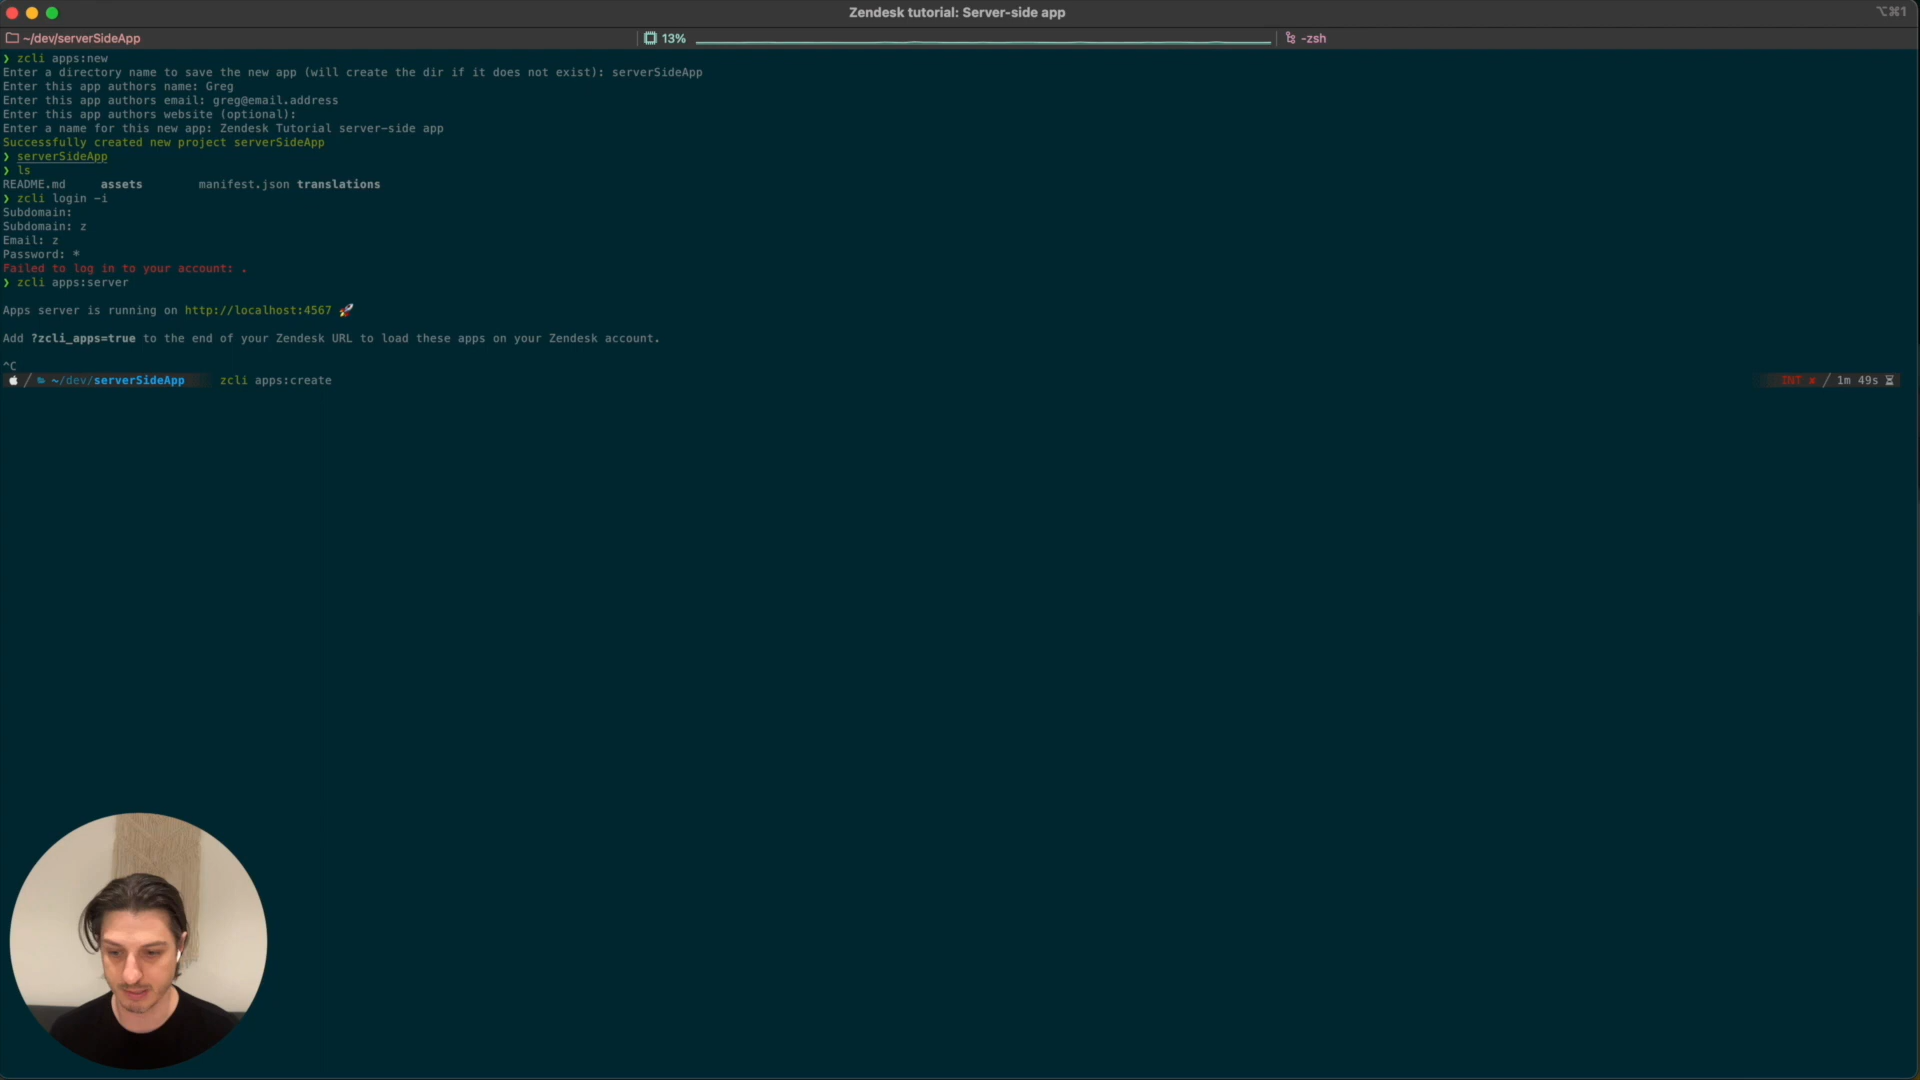 Zendesk tutorial: Server-side app
⌥⌘1
~/dev/serverSideApp
13%
-zsh
❯ zcli apps:new
Enter a directory name to save the new app (will create the dir if it does not exist): serverSideApp
Enter this app authors name: Greg
Enter this app authors email: greg@email.address
Enter this app authors website (optional):
Enter a name for this new app: Zendesk Tutorial server-side app
Successfully created new project serverSideApp
❯ serverSideApp
❯ ls
README.md assets manifest.json translations
❯ zcli login -i
Subdomain:
Subdomain: z
Email: z
Password: *
Failed to log in to your account: .
❯ zcli apps:server
Apps server is running on http://localhost:4567 🚀
Add ?zcli_apps=true to the end of your Zendesk URL to load these apps on your Zendesk account.
^C
/ ~/dev/serverSideApp zcli apps:create INT ✘ / 1m 49s